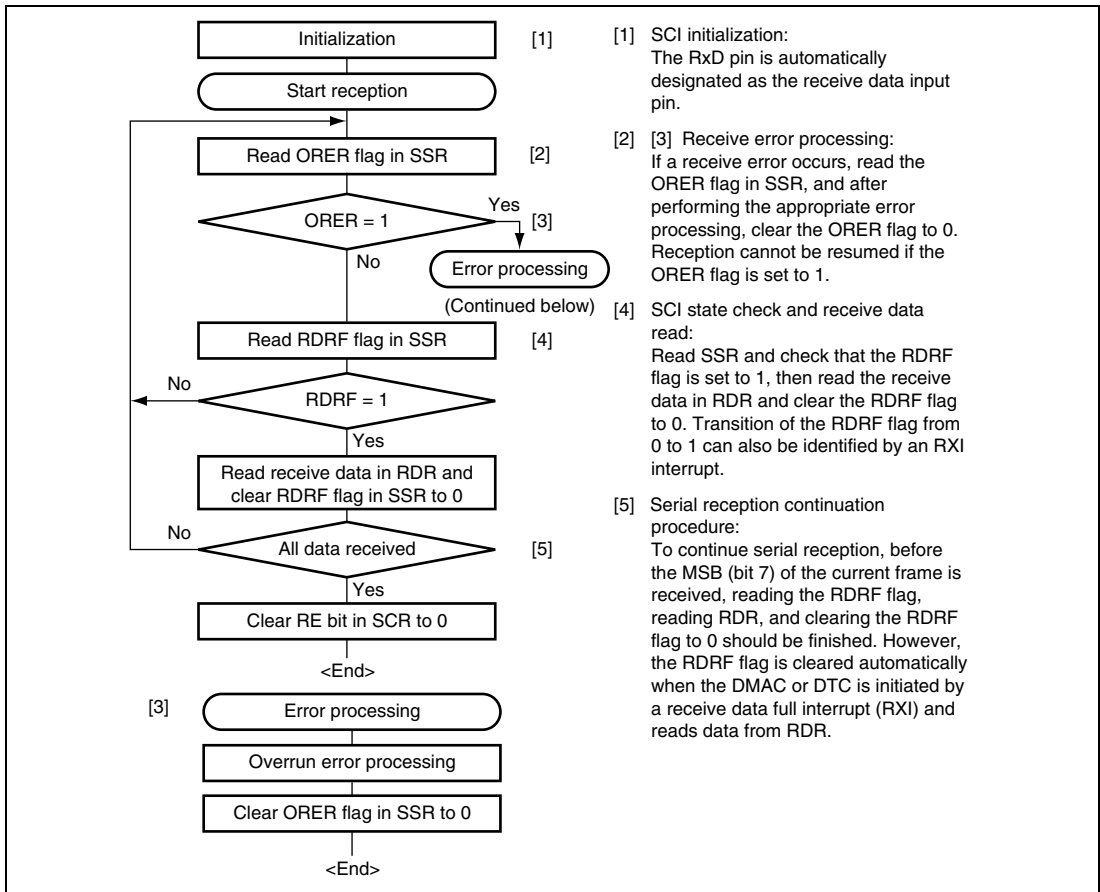 Initialization
[1]
Start reception
Read ORER flag in SSR
[2]
ORER = 1
Yes
[3]
No
Error processing
(Continued below)
Read RDRF flag in SSR
[4]
No
RDRF = 1
Yes
Read receive data in RDR and
clear RDRF flag in SSR to 0
No
All data received
[5]
Yes
Clear RE bit in SCR to 0
<End>
[3]
Error processing
Overrun error processing
Clear ORER flag in SSR to 0
<End>
[1] SCI initialization:
The RxD pin is automatically
designated as the receive data input
pin.
[2] [3] Receive error processing:
If a receive error occurs, read the
ORER flag in SSR, and after
performing the appropriate error
processing, clear the ORER flag to 0.
Reception cannot be resumed if the
ORER flag is set to 1.
[4] SCI state check and receive data
read:
Read SSR and check that the RDRF
flag is set to 1, then read the receive
data in RDR and clear the RDRF flag
to 0. Transition of the RDRF flag from
0 to 1 can also be identified by an RXI
interrupt.
[5] Serial reception continuation
procedure:
To continue serial reception, before
the MSB (bit 7) of the current frame is
received, reading the RDRF flag,
reading RDR, and clearing the RDRF
flag to 0 should be finished. However,
the RDRF flag is cleared automatically
when the DMAC or DTC is initiated by
a receive data full interrupt (RXI) and
reads data from RDR.